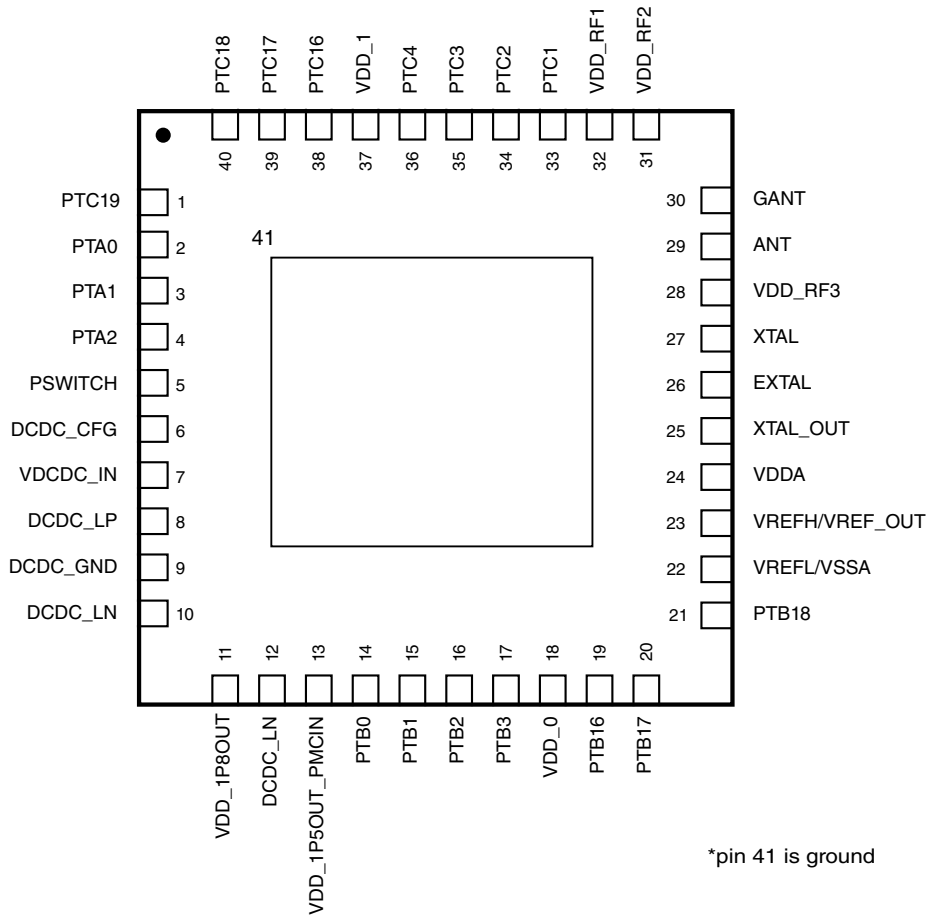 PTC18
PTC17
PTC16
VDD_1
PTC4
PTC3
PTC2
PTC1
VDD_RF1
VDD_RF2
40
39
38
37
36
35
34
33
32
31
PTC19 1
PTA0 2
PTA1 3
PTA2 4
PSWITCH 5
DCDC_CFG 6
VDCDC_IN 7
DCDC_LP 8
DCDC_GND 9
DCDC_LN 10
41
30 GANT
29 ANT
28 VDD_RF3
27 XTAL
26 EXTAL
25 XTAL_OUT
24 VDDA
23 VREFH/VREF_OUT
22 VREFL/VSSA
21 PTB18
11
12
13
14
15
16
17
18
19
20
VDD_1P8OUT
DCDC_LN
VDD_1P5OUT_PMCIN
PTB0
PTB1
PTB2
PTB3
VDD_0
PTB16
PTB17
*pin 41 is ground